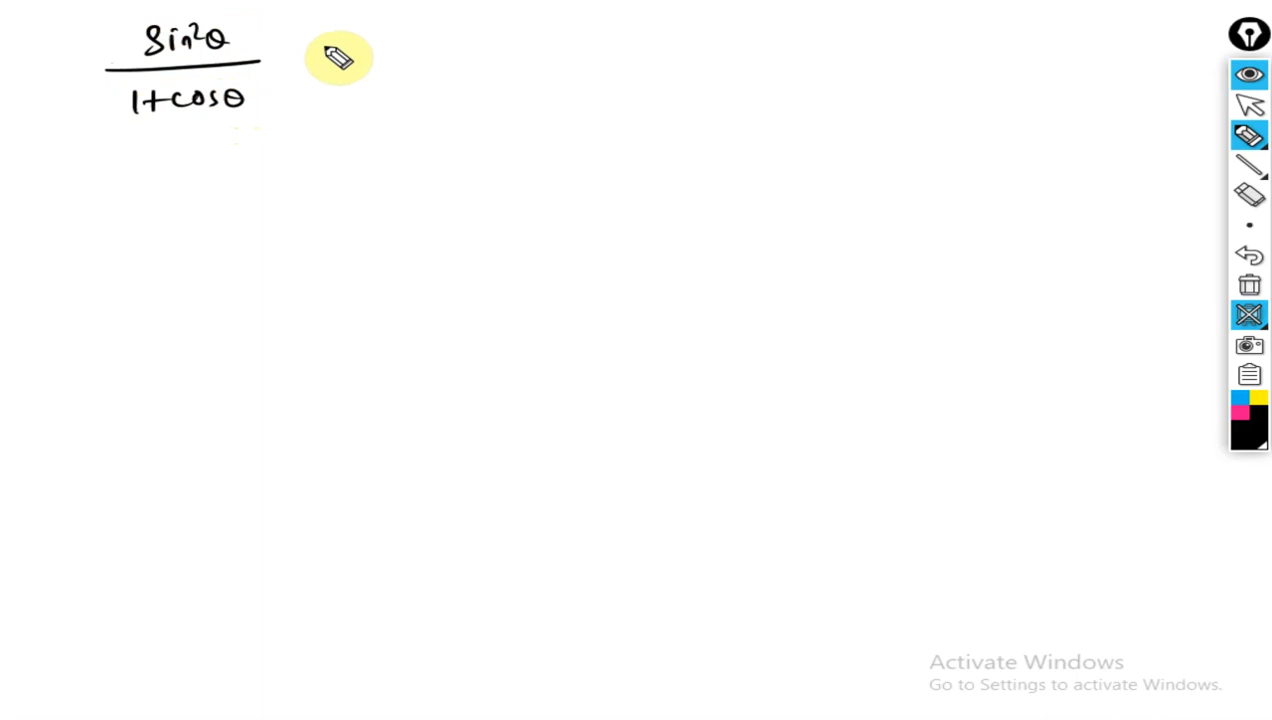 sin²θ
1+cosθ
Activate Windows
Go to Settings to activate Windows.